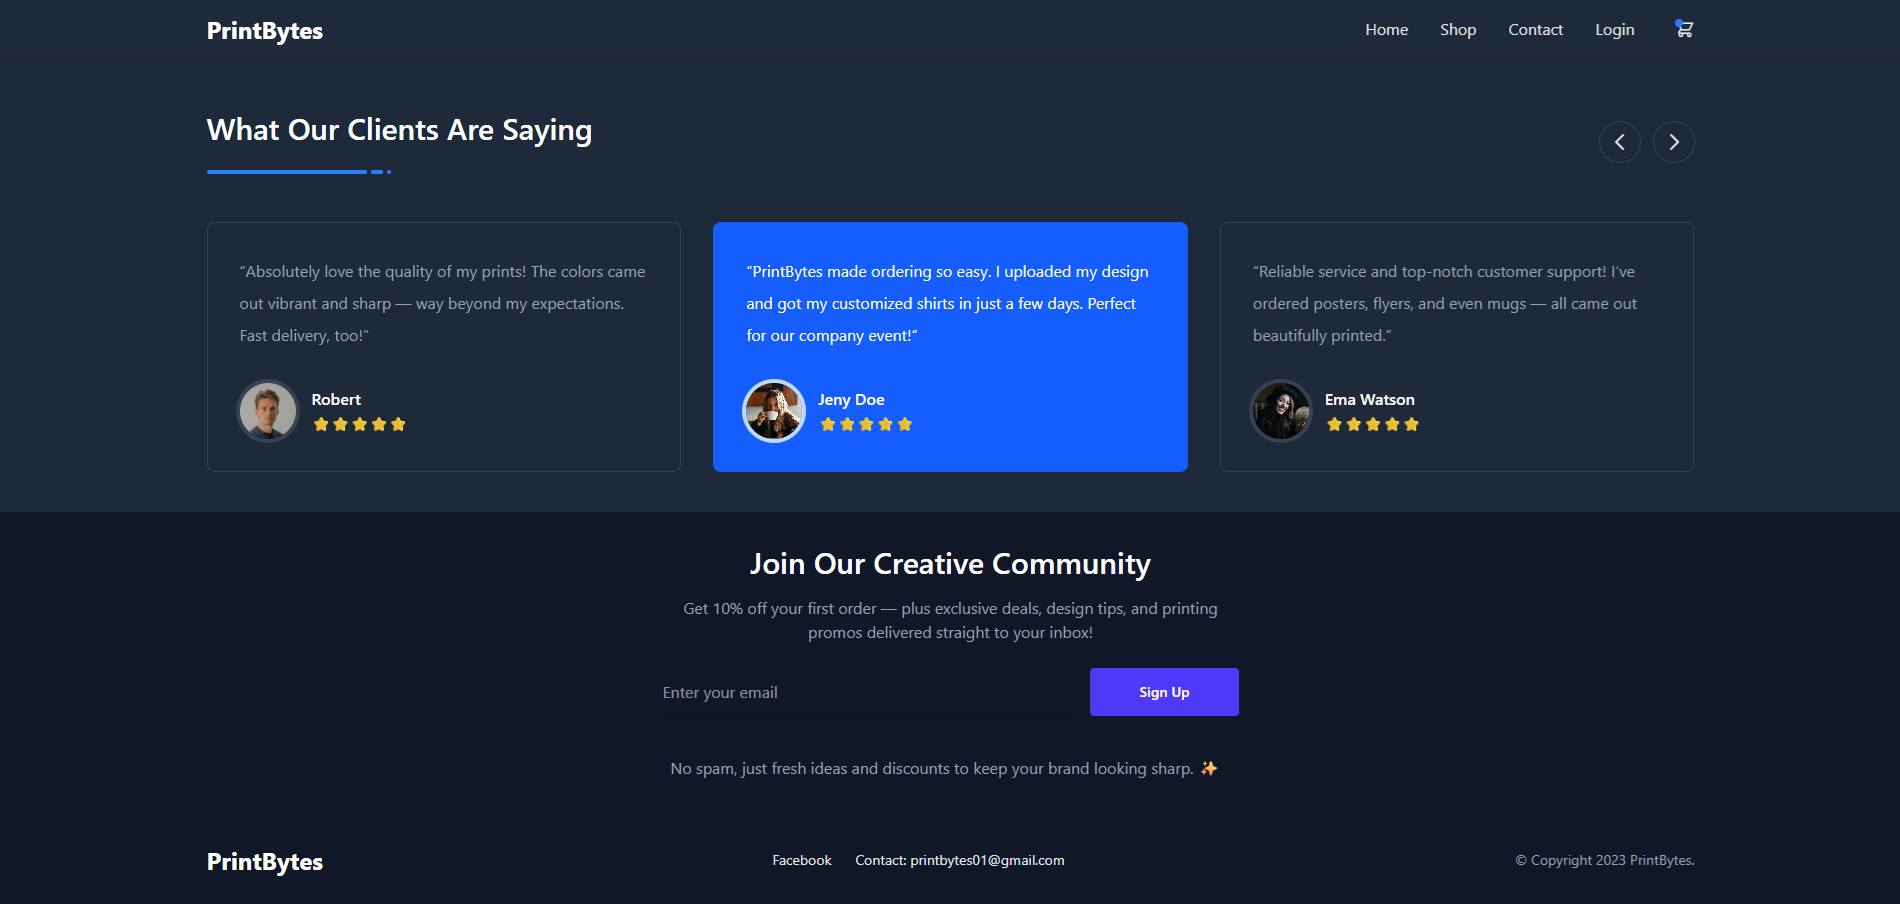 PrintBytes
Home Shop Contact Login
What Our Clients Are Saying
“Absolutely love the quality of my prints! The colors came
out vibrant and sharp — way beyond my expectations.
Fast delivery, too!”
Robert
“PrintBytes made ordering so easy. I uploaded my design
and got my customized shirts in just a few days. Perfect
for our company event!”
Jeny Doe
“Reliable service and top-notch customer support! I’ve
ordered posters, flyers, and even mugs — all came out
beautifully printed.”
Ema Watson
Join Our Creative Community
Get 10% off your first order — plus exclusive deals, design tips, and printing
promos delivered straight to your inbox!
Enter your email
Sign Up
No spam, just fresh ideas and discounts to keep your brand looking sharp. ✨
PrintBytes
Facebook Contact: printbytes01@gmail.com
© Copyright 2023 PrintBytes.